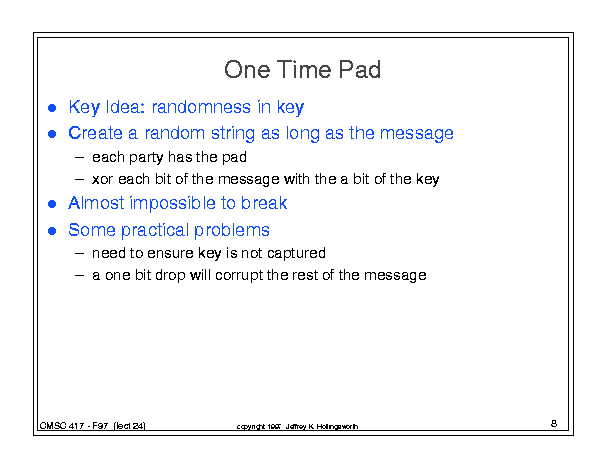 One Time Pad
● Key Idea: randomness in key
● Create a random string as long as the message
– each party has the pad
– xor each bit of the message with the a bit of the key
● Almost impossible to break
● Some practical problems
– need to ensure key is not captured
– a one bit drop will corrupt the rest of the message
CMSC 417 - F97 (lect 24)
copyright 1997 Jeffrey K. Hollingsworth
8